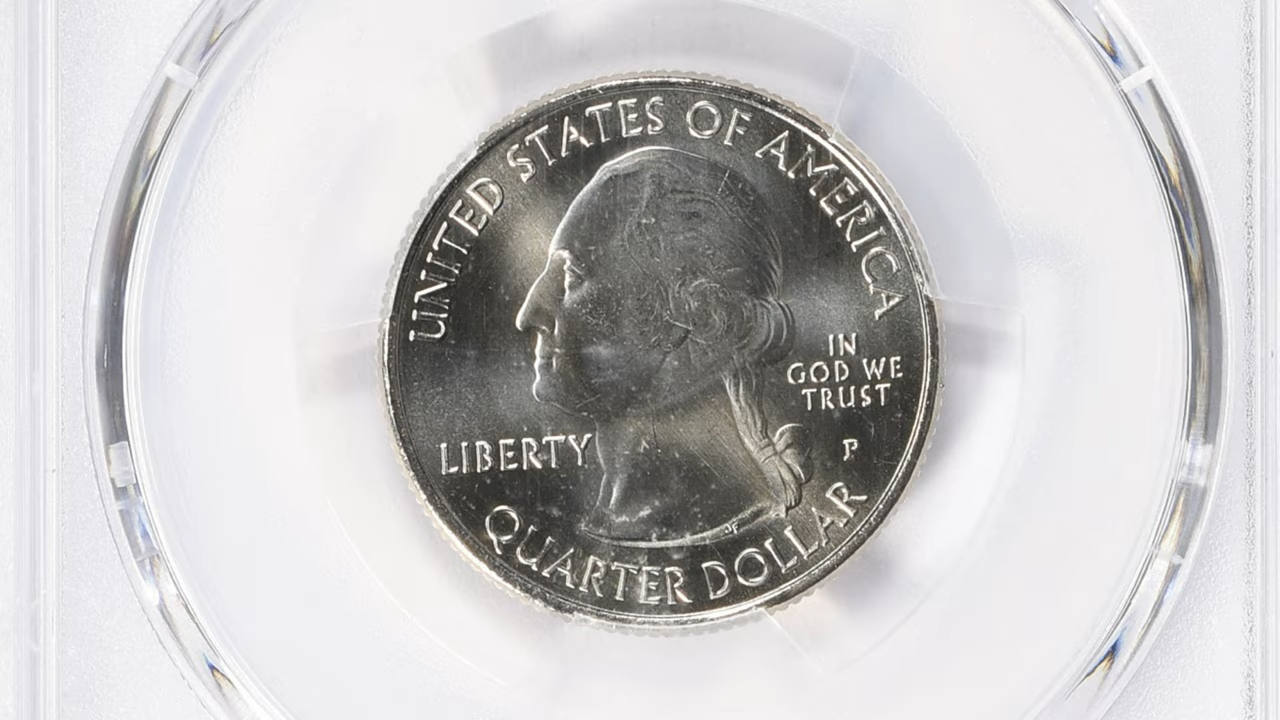 UNITED STATES OF AMERICA
IN
GOD WE
TRUST
LIBERTY
P
QUARTER DOLLAR